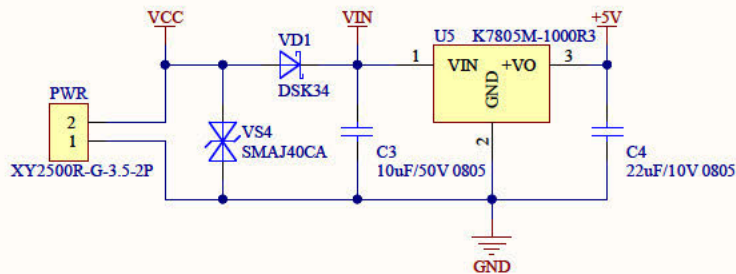 VCC
VIN
+5V
VD1
U5 K7805M-1000R3
1
VIN
+VO
3
DSK34
GND
PWR
2
1
2
VS4
SMAJ40CA
C3
10uF/50V 0805
C4
22uF/10V 0805
XY2500R-G-3.5-2P
GND